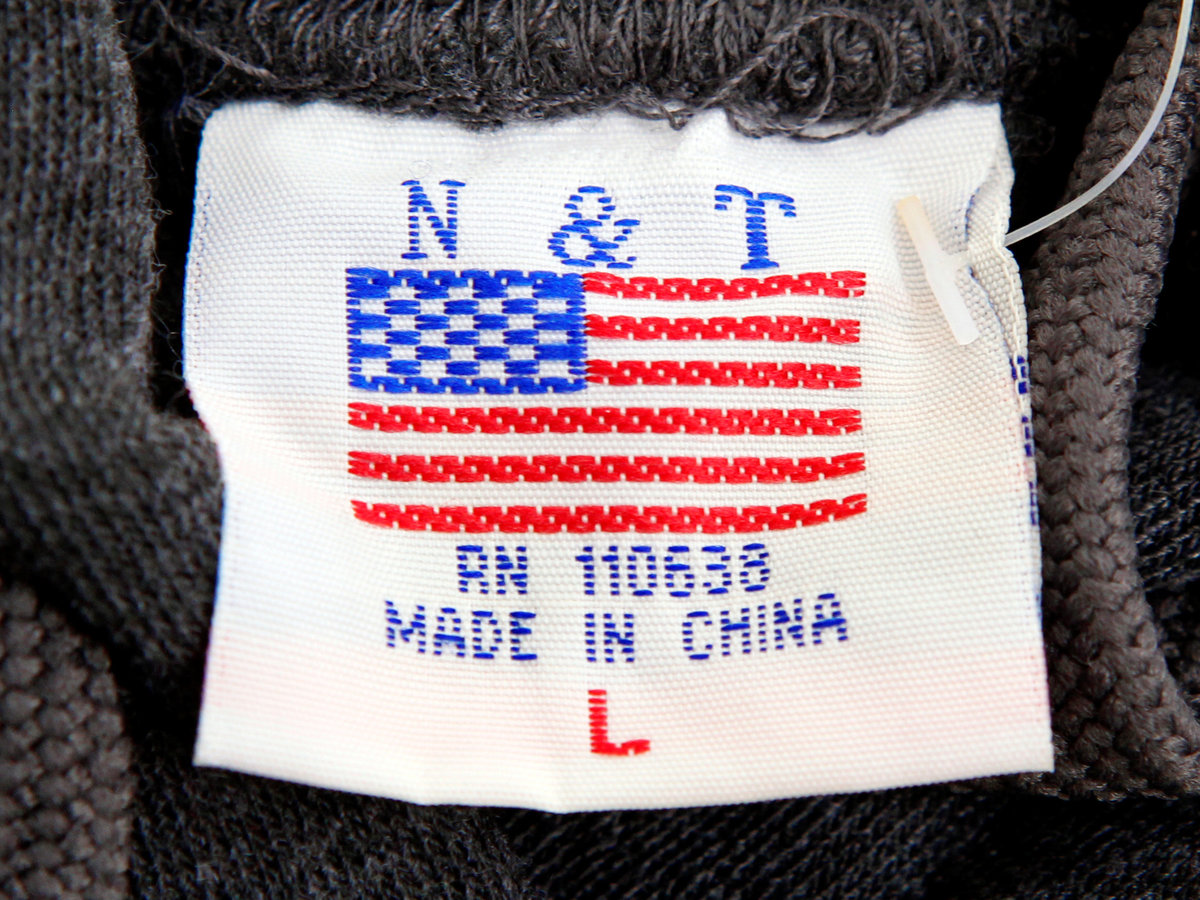 N & T
RN 110638
MADE IN CHINA
L